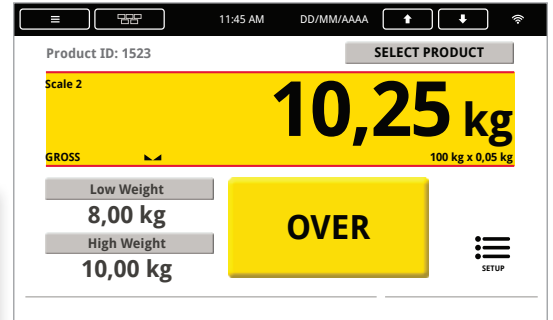 11:45 AM DD/MM/AAAA
Product ID: 1523 SELECT PRODUCT
Scale 2
10,25 kg
GROSS 100 kg x 0,05 kg
Low Weight
8,00 kg
OVER
High Weight
10,00 kg
SETUP